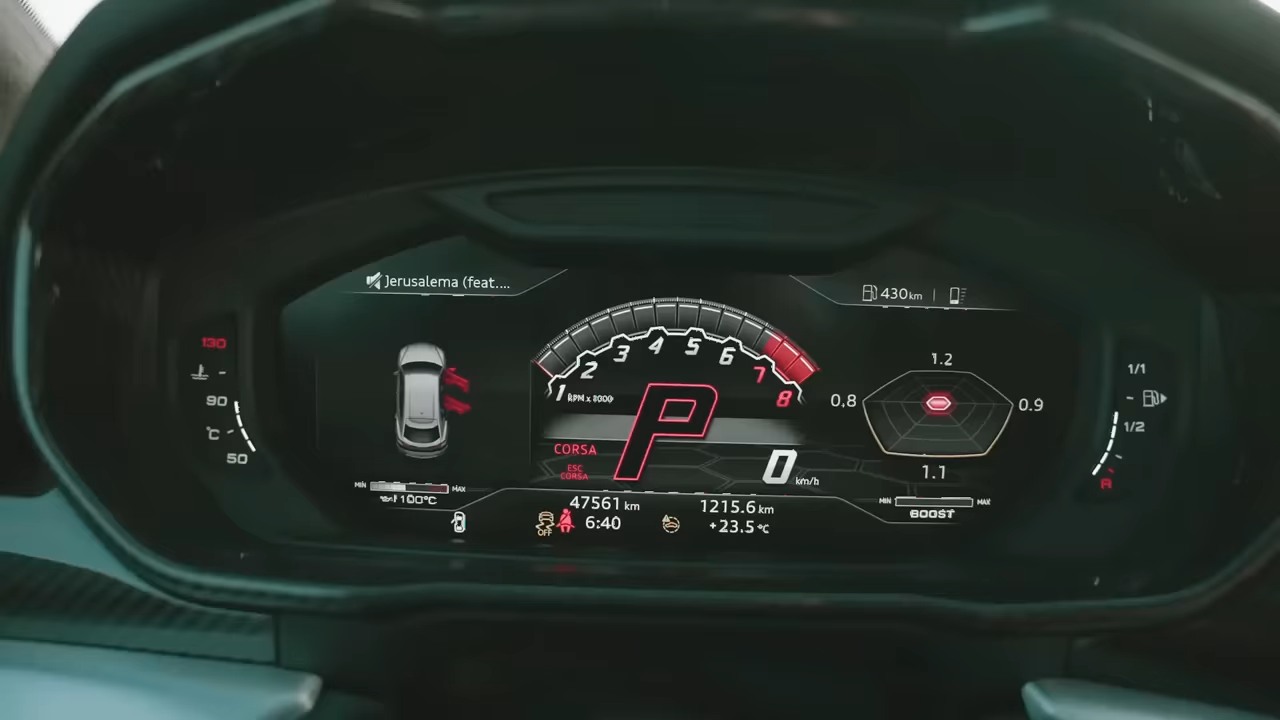 Jerusalema (feat....
430 km
130
90
°C
50
1 2 3 4 5 6 7 8
RPM x 1000
P
CORSA
ESC
CORSA
0 km/h
1.2
0,8
0.9
1.1
1/1
1/2
R
MIN MAX
100°C
MIN MAX
BOOST
47561 km
1215.6 km
OFF
6:40
+23.5 °C